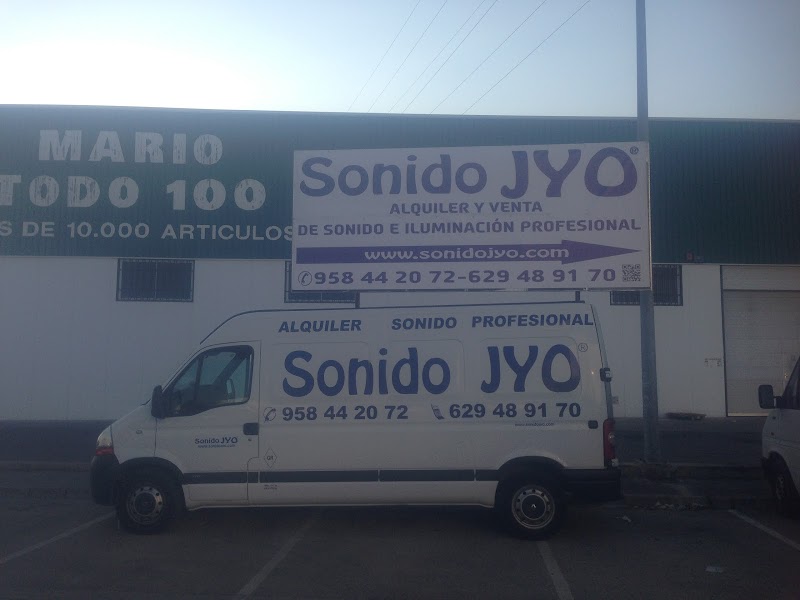 MARIO
TODO 100
S DE 10.000 ARTICULOS
Sonido JYO®
ALQUILER Y VENTA
DE SONIDO E ILUMINACIÓN PROFESIONAL
www.sonidojyo.com
958 44 20 72-629 48 91 70
ALQUILER SONIDO PROFESIONAL
Sonido JYO®
958 44 20 72 629 48 91 70
Sonido JYO